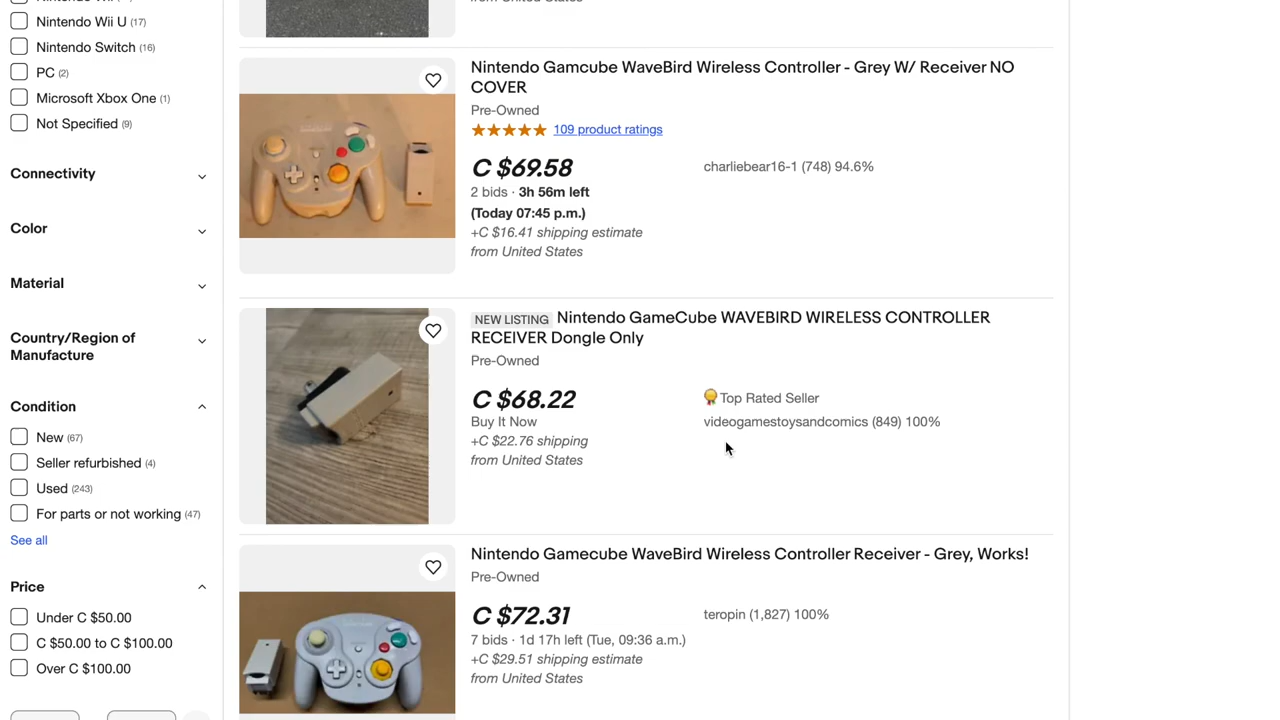 Nintendo Wii U (17)
Nintendo Switch (16)
PC (2)
Microsoft Xbox One (1)
Not Specified (9)
Connectivity
Color
Material
Country/Region of
Manufacture
Condition
New (67)
Seller refurbished (4)
Used (243)
For parts or not working (47)
See all
Price
Under C $50.00
C $50.00 to C $100.00
Over C $100.00
from United States
Nintendo Gamcube WaveBird Wireless Controller - Grey W/ Receiver NO
COVER
Pre-Owned
109 product ratings
C $69.58
charliebear16-1 (748) 94.6%
2 bids · 3h 56m left
(Today 07:45 p.m.)
+C $16.41 shipping estimate
from United States
NEW LISTING Nintendo GameCube WAVEBIRD WIRELESS CONTROLLER
RECEIVER Dongle Only
Pre-Owned
C $68.22
Top Rated Seller
Buy It Now
videogamestoysandcomics (849) 100%
+C $22.76 shipping
from United States
Nintendo Gamecube WaveBird Wireless Controller Receiver - Grey, Works!
Pre-Owned
C $72.31
teropin (1,827) 100%
7 bids · 1d 17h left (Tue, 09:36 a.m.)
+C $29.51 shipping estimate
from United States